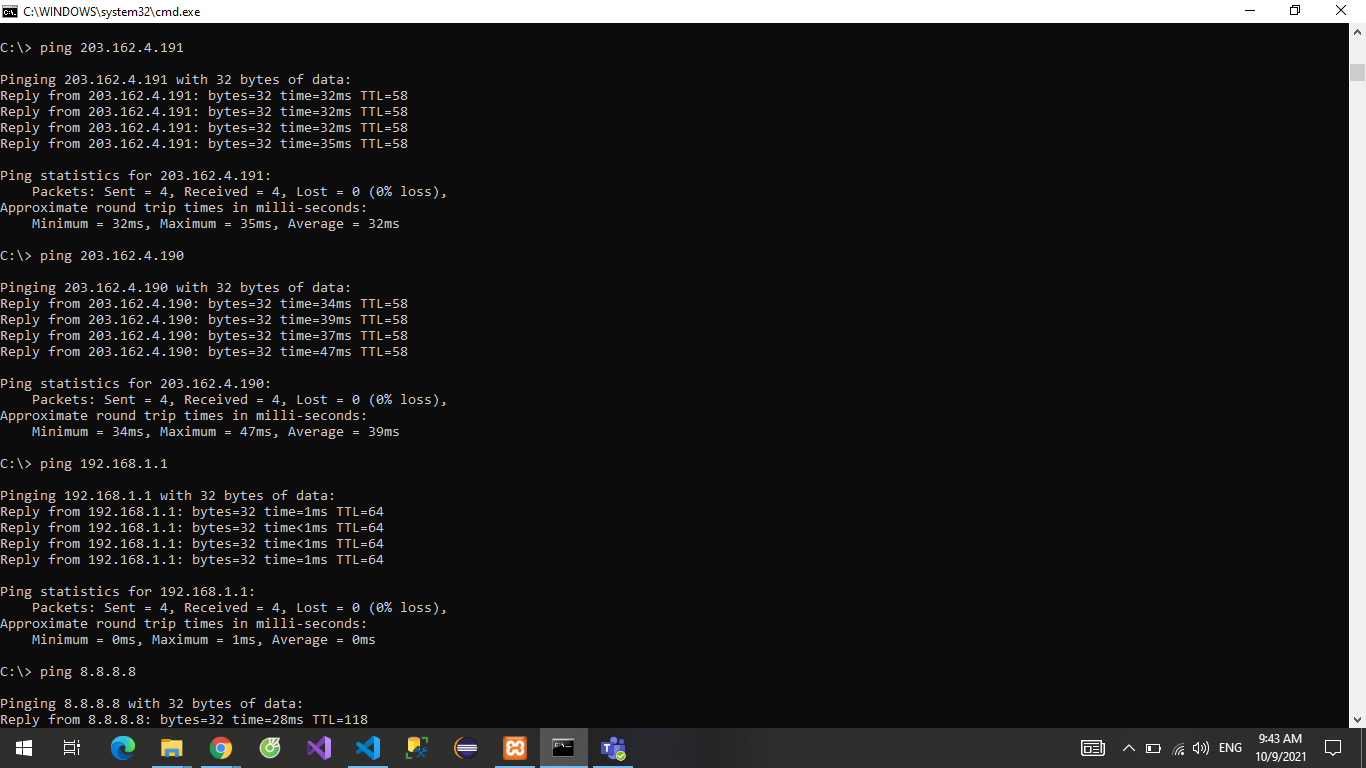 C:\WINDOWS\system32\cmd.exe
C:\> ping 203.162.4.191
Pinging 203.162.4.191 with 32 bytes of data:
Reply from 203.162.4.191: bytes=32 time=32ms TTL=58
Reply from 203.162.4.191: bytes=32 time=32ms TTL=58
Reply from 203.162.4.191: bytes=32 time=32ms TTL=58
Reply from 203.162.4.191: bytes=32 time=35ms TTL=58
Ping statistics for 203.162.4.191:
    Packets: Sent = 4, Received = 4, Lost = 0 (0% loss),
Approximate round trip times in milli-seconds:
    Minimum = 32ms, Maximum = 35ms, Average = 32ms
C:\> ping 203.162.4.190
Pinging 203.162.4.190 with 32 bytes of data:
Reply from 203.162.4.190: bytes=32 time=34ms TTL=58
Reply from 203.162.4.190: bytes=32 time=39ms TTL=58
Reply from 203.162.4.190: bytes=32 time=37ms TTL=58
Reply from 203.162.4.190: bytes=32 time=47ms TTL=58
Ping statistics for 203.162.4.190:
    Packets: Sent = 4, Received = 4, Lost = 0 (0% loss),
Approximate round trip times in milli-seconds:
    Minimum = 34ms, Maximum = 47ms, Average = 39ms
C:\> ping 192.168.1.1
Pinging 192.168.1.1 with 32 bytes of data:
Reply from 192.168.1.1: bytes=32 time=1ms TTL=64
Reply from 192.168.1.1: bytes=32 time<1ms TTL=64
Reply from 192.168.1.1: bytes=32 time<1ms TTL=64
Reply from 192.168.1.1: bytes=32 time=1ms TTL=64
Ping statistics for 192.168.1.1:
    Packets: Sent = 4, Received = 4, Lost = 0 (0% loss),
Approximate round trip times in milli-seconds:
    Minimum = 0ms, Maximum = 1ms, Average = 0ms
C:\> ping 8.8.8.8
Pinging 8.8.8.8 with 32 bytes of data:
Reply from 8.8.8.8: bytes=32 time=28ms TTL=118
ENG
9:43 AM
10/9/2021